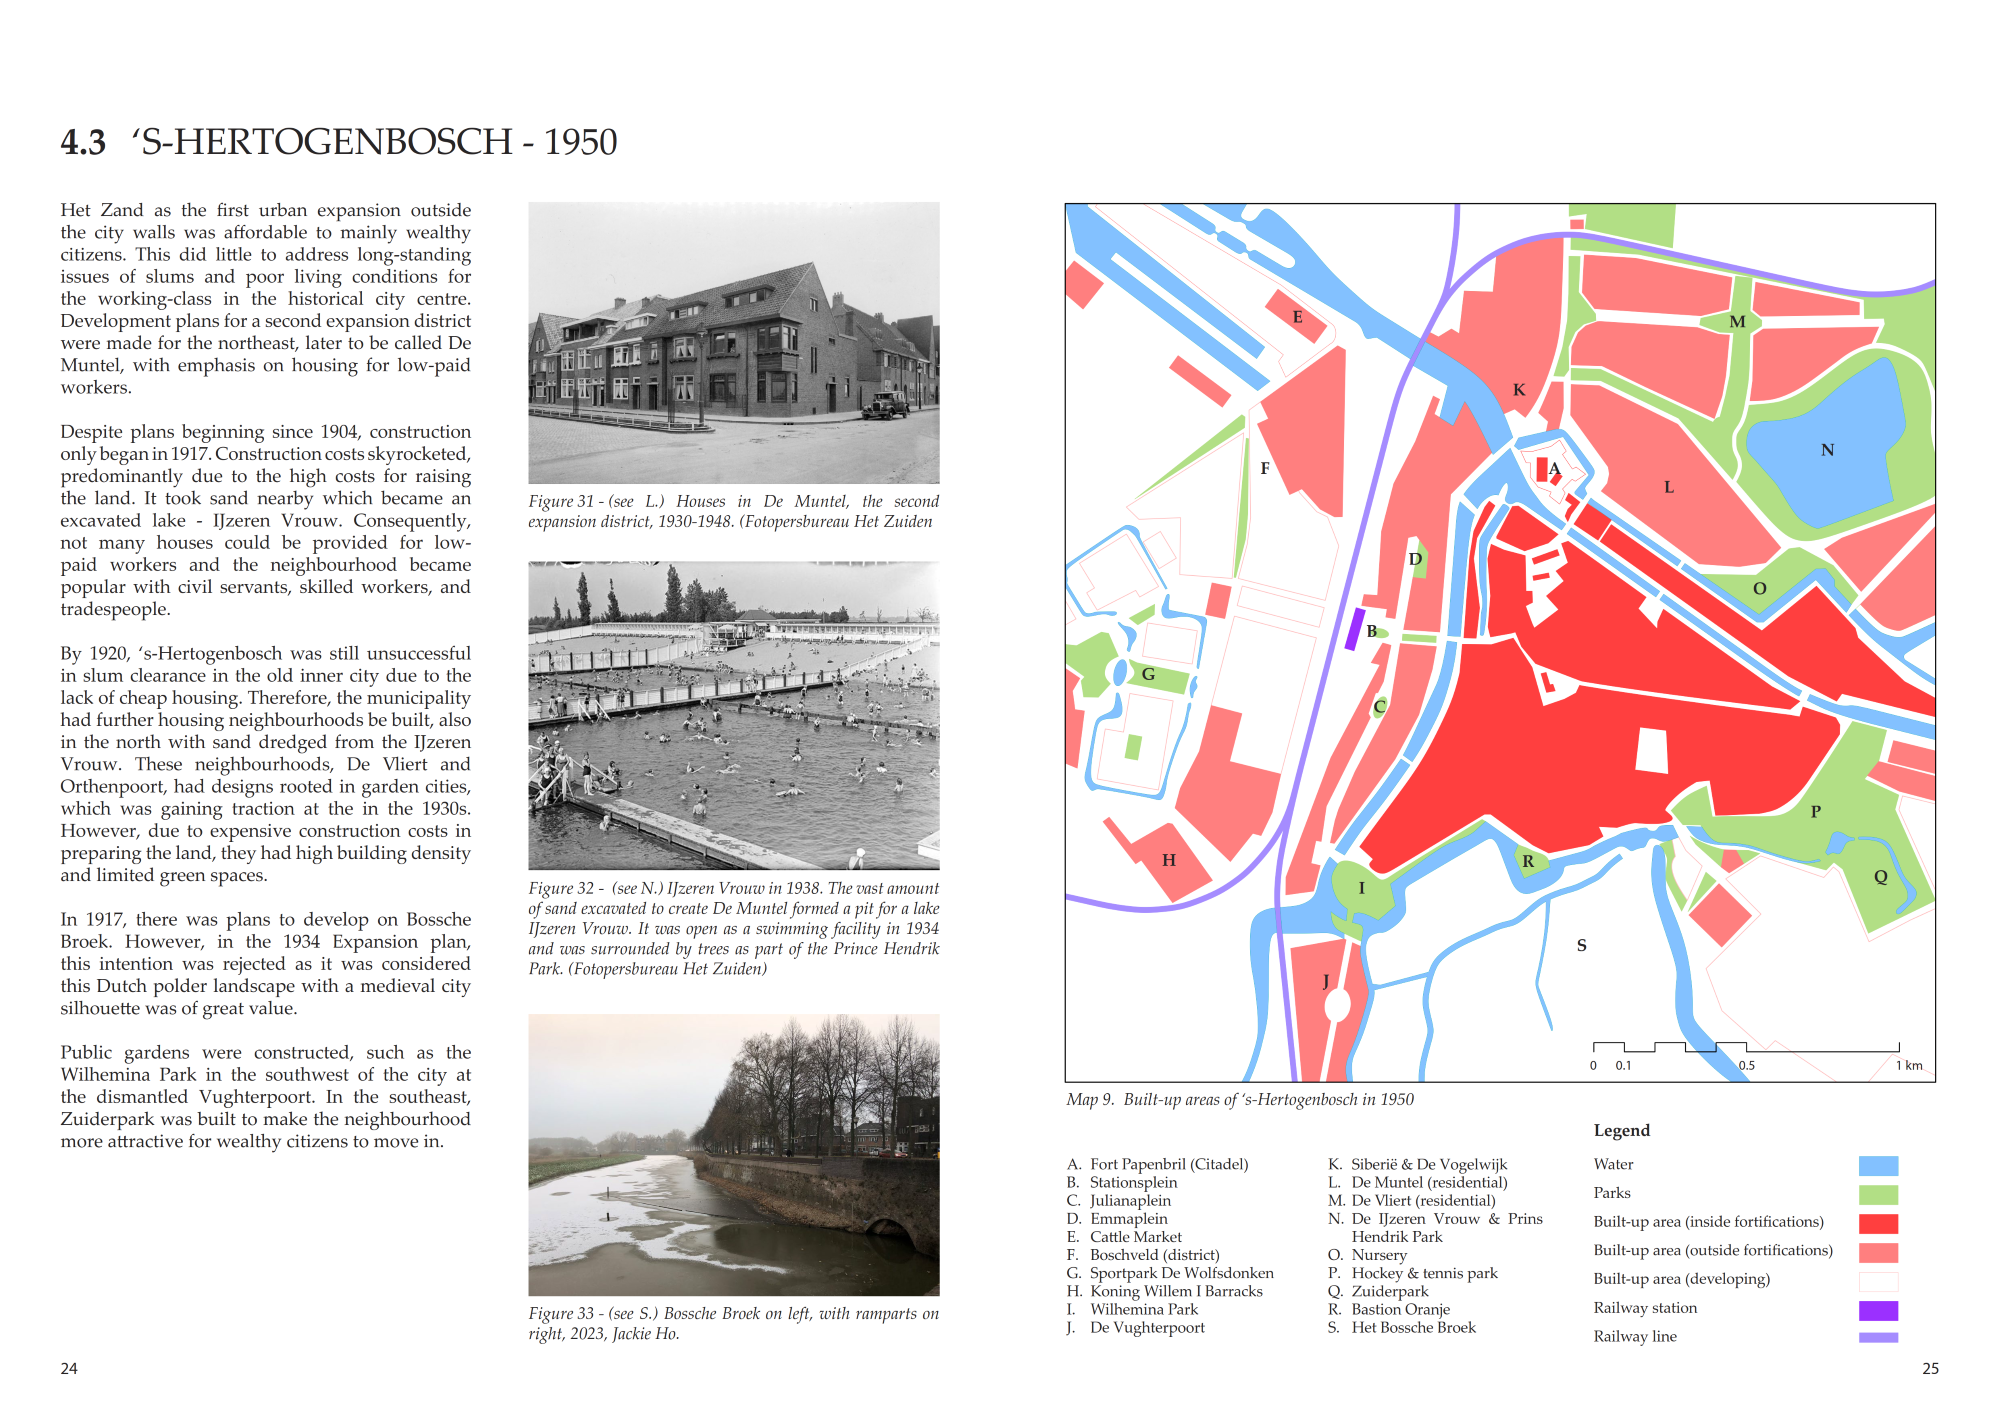 4.3 ‘S-HERTOGENBOSCH - 1950
Het Zand as the first urban expansion outside
the city walls was affordable to mainly wealthy
citizens. This did little to address long-standing
issues of slums and poor living conditions for
the working-class in the historical city centre.
Development plans for a second expansion district
were made for the northeast, later to be called De
Muntel, with emphasis on housing for low-paid
workers.
Despite plans beginning since 1904, construction
only began in 1917. Construction costs skyrocketed,
predominantly due to the high costs for raising
the land. It took sand nearby which became an
excavated lake - IJzeren Vrouw. Consequently,
not many houses could be provided for low-
paid workers and the neighbourhood became
popular with civil servants, skilled workers, and
tradespeople.
By 1920, ‘s-Hertogenbosch was still unsuccessful
in slum clearance in the old inner city due to the
lack of cheap housing. Therefore, the municipality
had further housing neighbourhoods be built, also
in the north with sand dredged from the IJzeren
Vrouw. These neighbourhoods, De Vliert and
Orthenpoort, had designs rooted in garden cities,
which was gaining traction at the in the 1930s.
However, due to expensive construction costs in
preparing the land, they had high building density
and limited green spaces.
In 1917, there was plans to develop on Bossche
Broek. However, in the 1934 Expansion plan,
this intention was rejected as it was considered
this Dutch polder landscape with a medieval city
silhouette was of great value.
Public gardens were constructed, such as the
Wilhemina Park in the southwest of the city at
the dismantled Vughterpoort. In the southeast,
Zuiderpark was built to make the neighbourhood
more attractive for wealthy citizens to move in.
24
Figure 31 - (see L.) Houses in De Muntel, the second
expansion district, 1930-1948. (Fotopersbureau Het Zuiden
Figure 32 - (see N.) IJzeren Vrouw in 1938. The vast amount
of sand excavated to create De Muntel formed a pit for a lake
IJzeren Vrouw. It was open as a swimming facility in 1934
and was surrounded by trees as part of the Prince Hendrik
Park. (Fotopersbureau Het Zuiden)
Figure 33 - (see S.) Bossche Broek on left, with ramparts on
right, 2023, Jackie Ho.
E
M
K
N
F
A
L
D
O
B
G
C
P
H
R
I
Q
S
J
0 0.1 0.5 1 km
Map 9. Built-up areas of ‘s-Hertogenbosch in 1950
A. Fort Papenbril (Citadel)
B. Stationsplein
C. Julianaplein
D. Emmaplein
E. Cattle Market
F. Boschveld (district)
G. Sportpark De Wolfsdonken
H. Koning Willem I Barracks
I. Wilhemina Park
J. De Vughterpoort
K. Siberië & De Vogelwijk
L. De Muntel (residential)
M. De Vliert (residential)
N. De IJzeren Vrouw & Prins
Hendrik Park
O. Nursery
P. Hockey & tennis park
Q. Zuiderpark
R. Bastion Oranje
S. Het Bossche Broek
Legend
Water
Parks
Built-up area (inside fortifications)
Built-up area (outside fortifications)
Built-up area (developing)
Railway station
Railway line
25